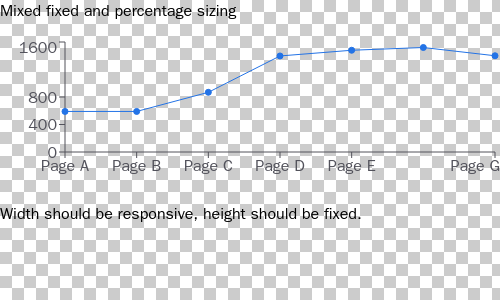 Mixed fixed and percentage sizing
1600
800
400
0
Page A Page B Page C Page D Page E Page G
Width should be responsive, height should be fixed.